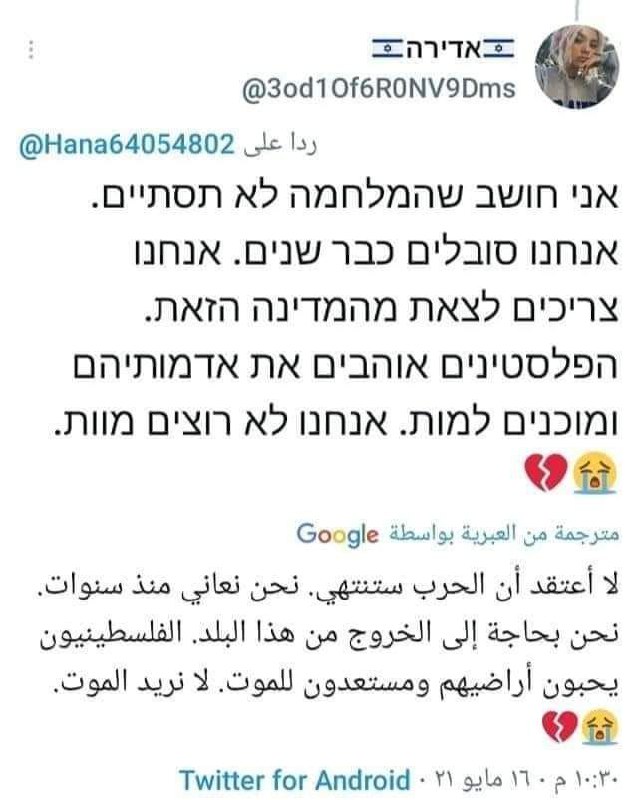 🇮🇱אדירה🇮🇱
@3od1Of6R0NV9Dms
ردا على @Hana64054802
אני חושב שהמלחמה לא תסתיים.
אנחנו סובלים כבר שנים. אנחנו
צריכים לצאת מהמדינה הזאת.
הפלסטינים אוהבים את אדמותיהם
ומוכנים למות. אנחנו לא רוצים מוות.
😭💔
مترجمة من العبرية بواسطة Google
لا أعتقد أن الحرب ستنتهي. نحن نعاني منذ سنوات.
نحن بحاجة إلى الخروج من هذا البلد. الفلسطينيون
يحبون أراضيهم ومستعدون للموت. لا نريد الموت.
😭💔
١٠:٣٠ م · ١٦ مايو ٢١ · Twitter for Android